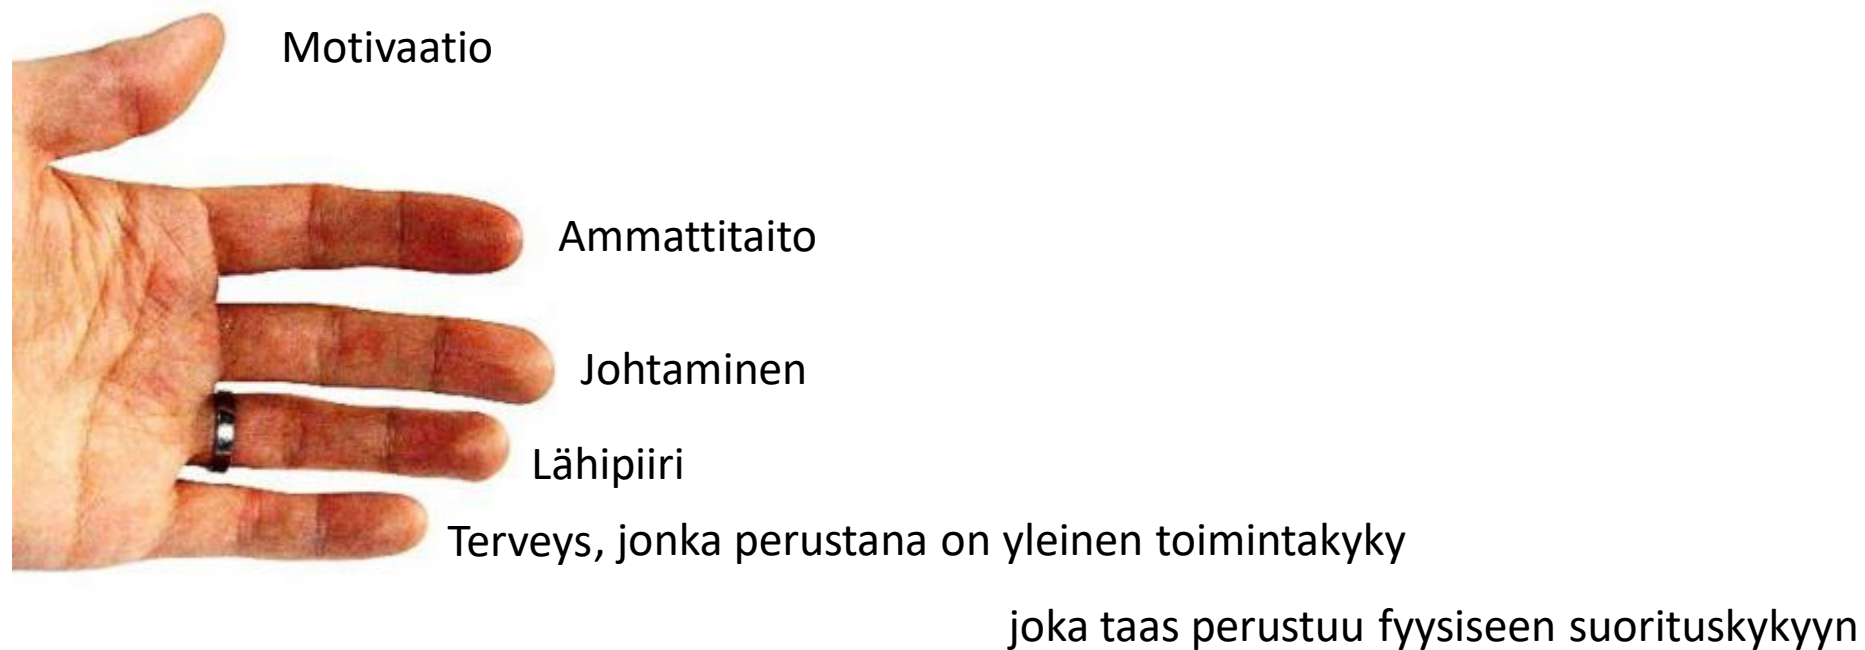 Motivaatio
Ammattitaito
Johtaminen
Lähipiiri
Terveys, jonka perustana on yleinen toimintakyky
joka taas perustuu fyysiseen suorituskykyyn